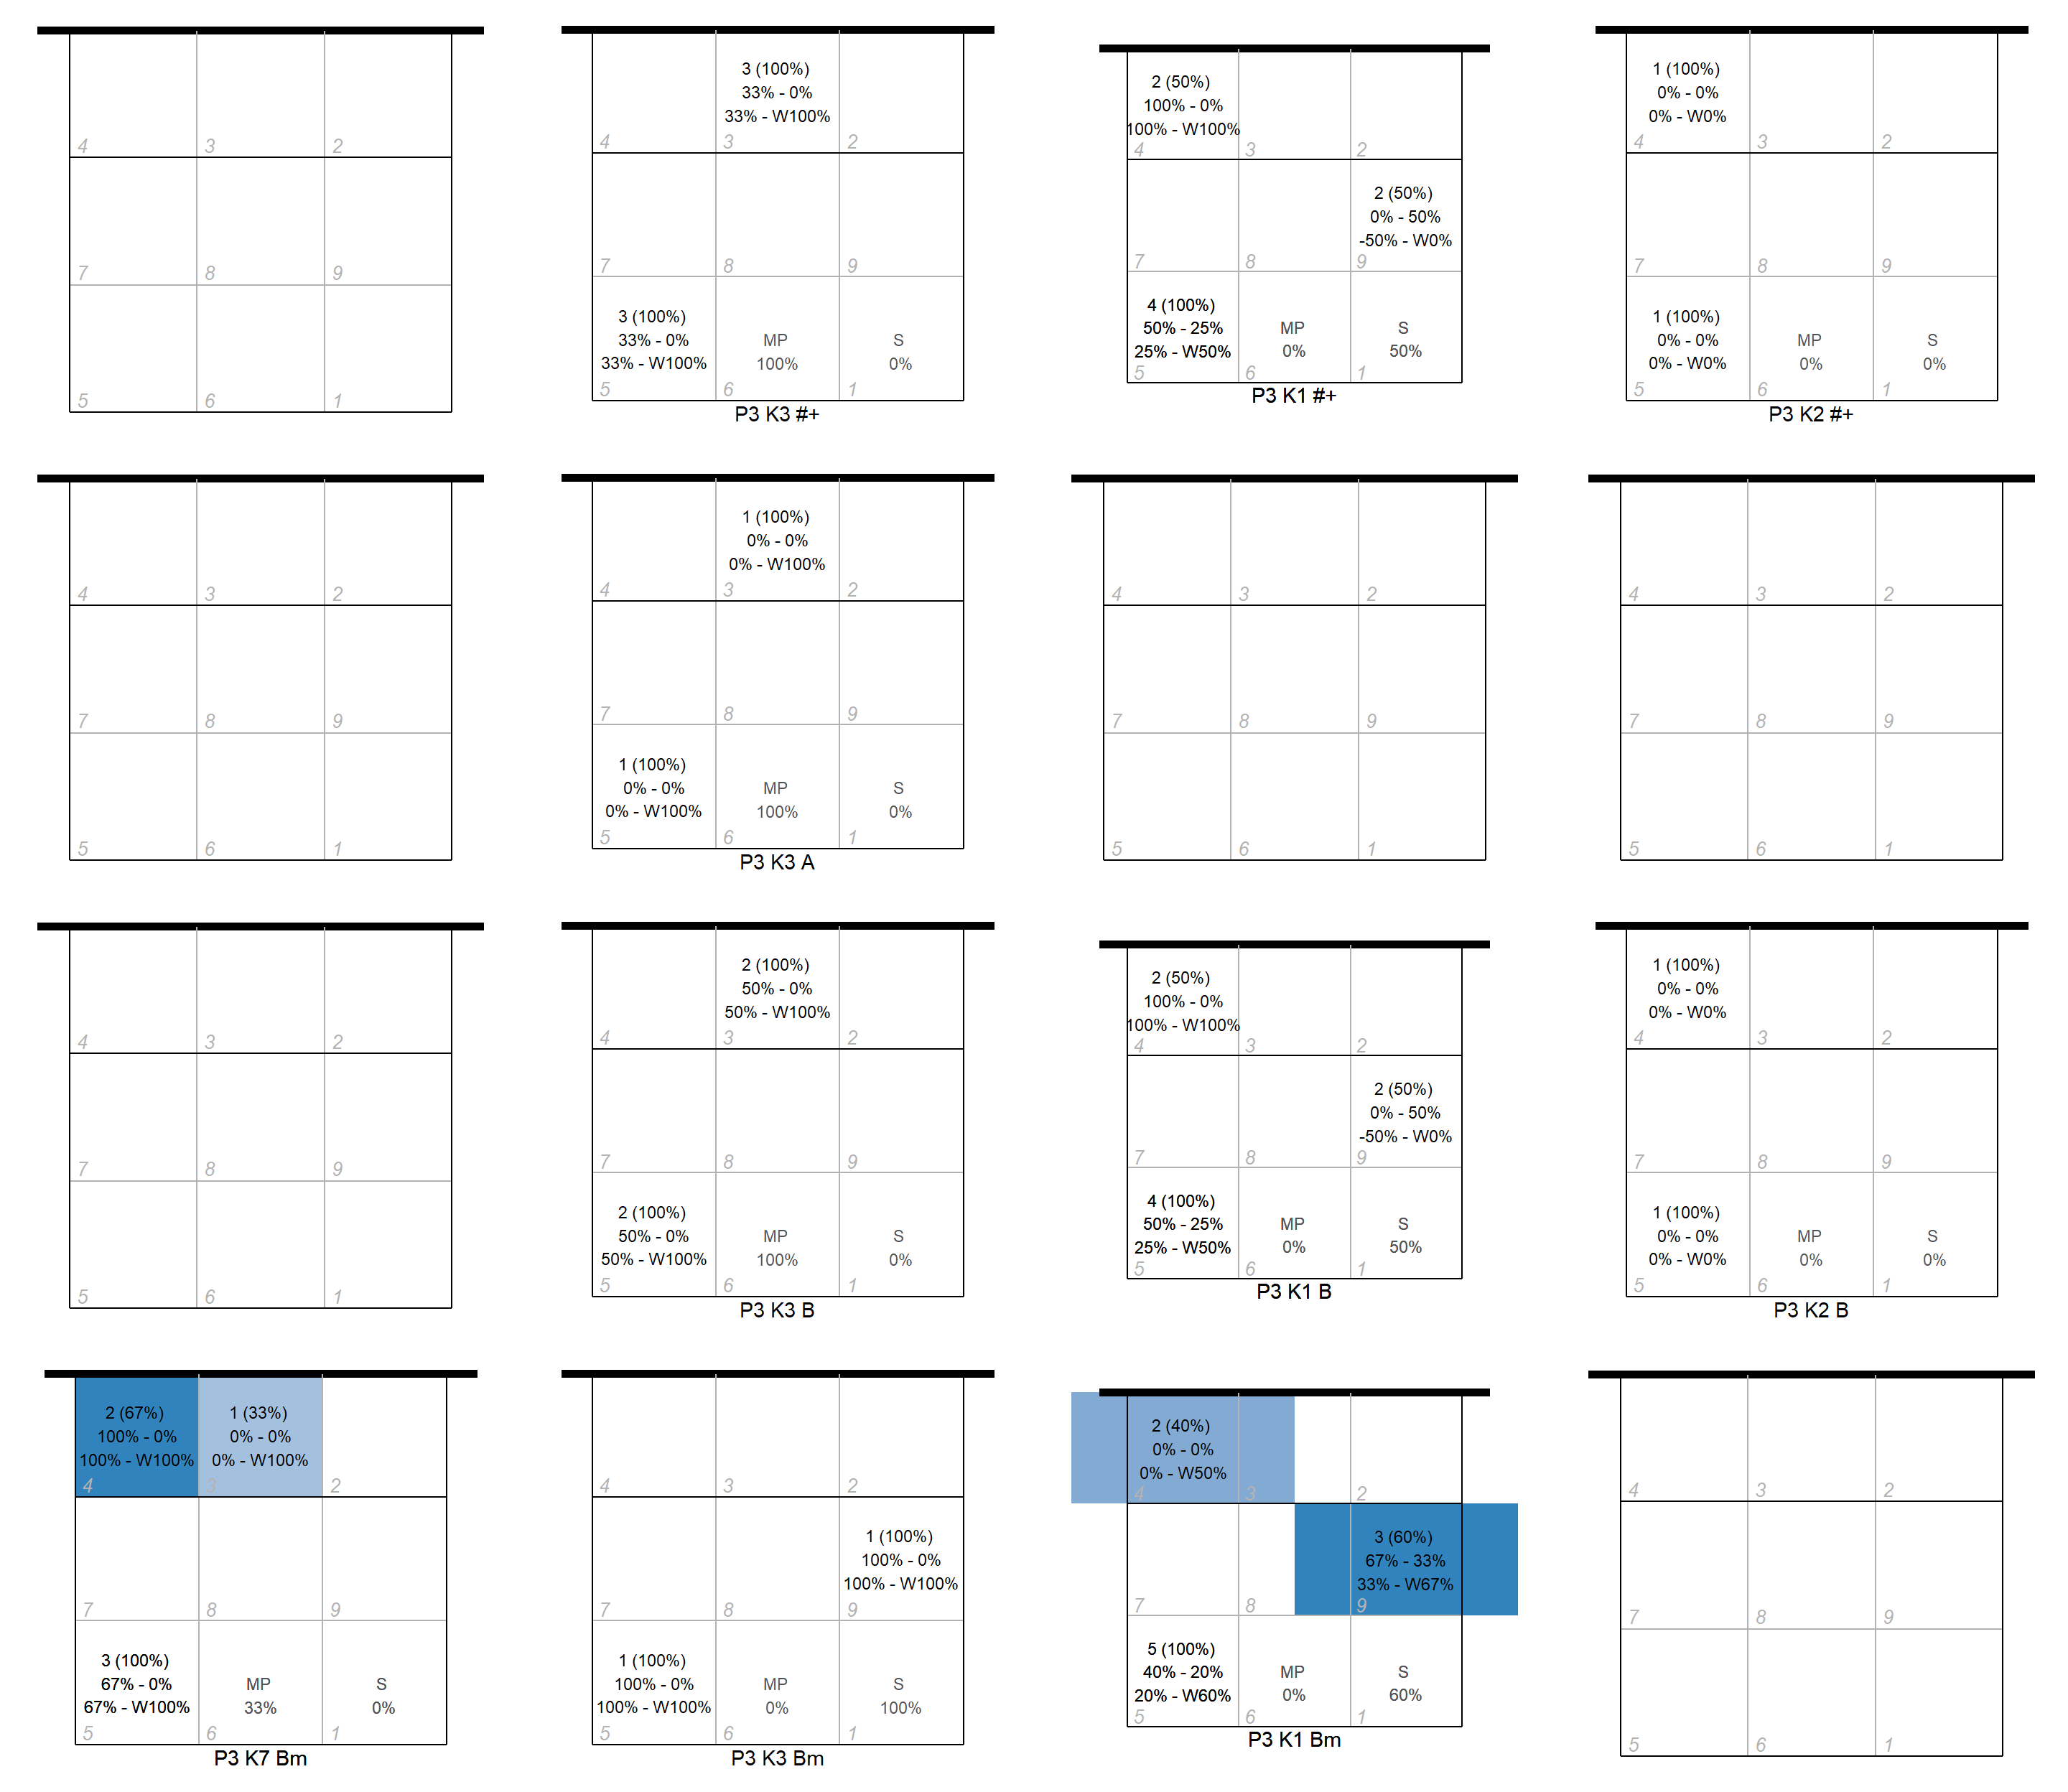 4 3 2
7 8 9
5 6 1
3 (100%)
33% - 0%
33% - W100%
4 3 2
7 8 9
3 (100%)
33% - 0%
33% - W100%
MP
100%
S
0%
5 6 1
P3 K3 #+
2 (50%)
100% - 0%
100% - W100%
4 3 2
2 (50%)
0% - 50%
-50% - W0%
7 8 9
4 (100%)
50% - 25%
25% - W50%
MP
0%
S
50%
5 6 1
P3 K1 #+
1 (100%)
0% - 0%
0% - W0%
4 3 2
7 8 9
1 (100%)
0% - 0%
0% - W0%
MP
0%
S
0%
5 6 1
P3 K2 #+
4 3 2
7 8 9
5 6 1
1 (100%)
0% - 0%
0% - W100%
4 3 2
7 8 9
1 (100%)
0% - 0%
0% - W100%
MP
100%
S
0%
5 6 1
P3 K3 A
4 3 2
7 8 9
5 6 1
4 3 2
7 8 9
5 6 1
4 3 2
7 8 9
5 6 1
2 (100%)
50% - 0%
50% - W100%
4 3 2
7 8 9
2 (100%)
50% - 0%
50% - W100%
MP
100%
S
0%
5 6 1
P3 K3 B
2 (50%)
100% - 0%
100% - W100%
4 3 2
2 (50%)
0% - 50%
-50% - W0%
7 8 9
4 (100%)
50% - 25%
25% - W50%
MP
0%
S
50%
5 6 1
P3 K1 B
1 (100%)
0% - 0%
0% - W0%
4 3 2
7 8 9
1 (100%)
0% - 0%
0% - W0%
MP
0%
S
0%
5 6 1
P3 K2 B
2 (67%)
100% - 0%
100% - W100%
1 (33%)
0% - 0%
0% - W100%
4 3 2
7 8 9
3 (100%)
67% - 0%
67% - W100%
MP
33%
S
0%
5 6 1
P3 K7 Bm
4 3 2
1 (100%)
100% - 0%
100% - W100%
7 8 9
1 (100%)
100% - 0%
100% - W100%
MP
0%
S
100%
5 6 1
P3 K3 Bm
2 (40%)
0% - 0%
0% - W50%
4 3 2
3 (60%)
67% - 33%
33% - W67%
7 8 9
5 (100%)
40% - 20%
20% - W60%
MP
0%
S
60%
5 6 1
P3 K1 Bm
4 3 2
7 8 9
5 6 1